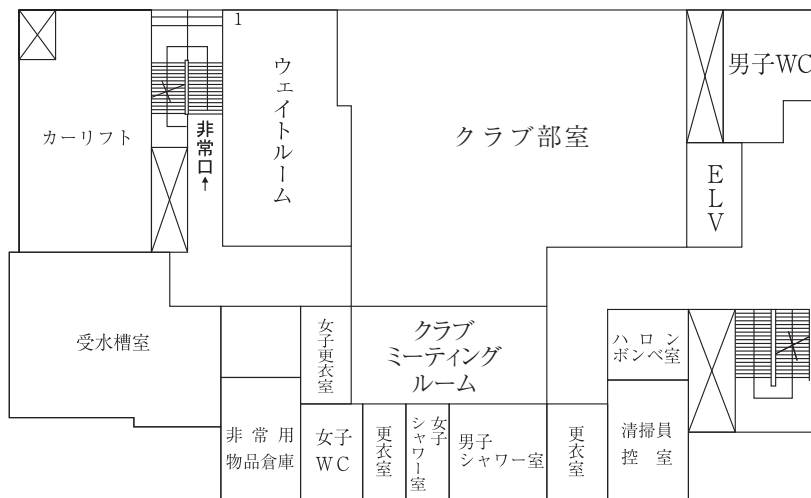 1
男子WC
ウェイトルーム
カーリフト
非常口↑
クラブ部室
ELV
受水槽室
女子更衣室
クラブ
ミーティング
ルーム
ハロン
ボンベ室
非常用
物品倉庫
女子
WC
更衣室
女子
シャワー室
男子
シャワー室
更衣室
清掃員
控室